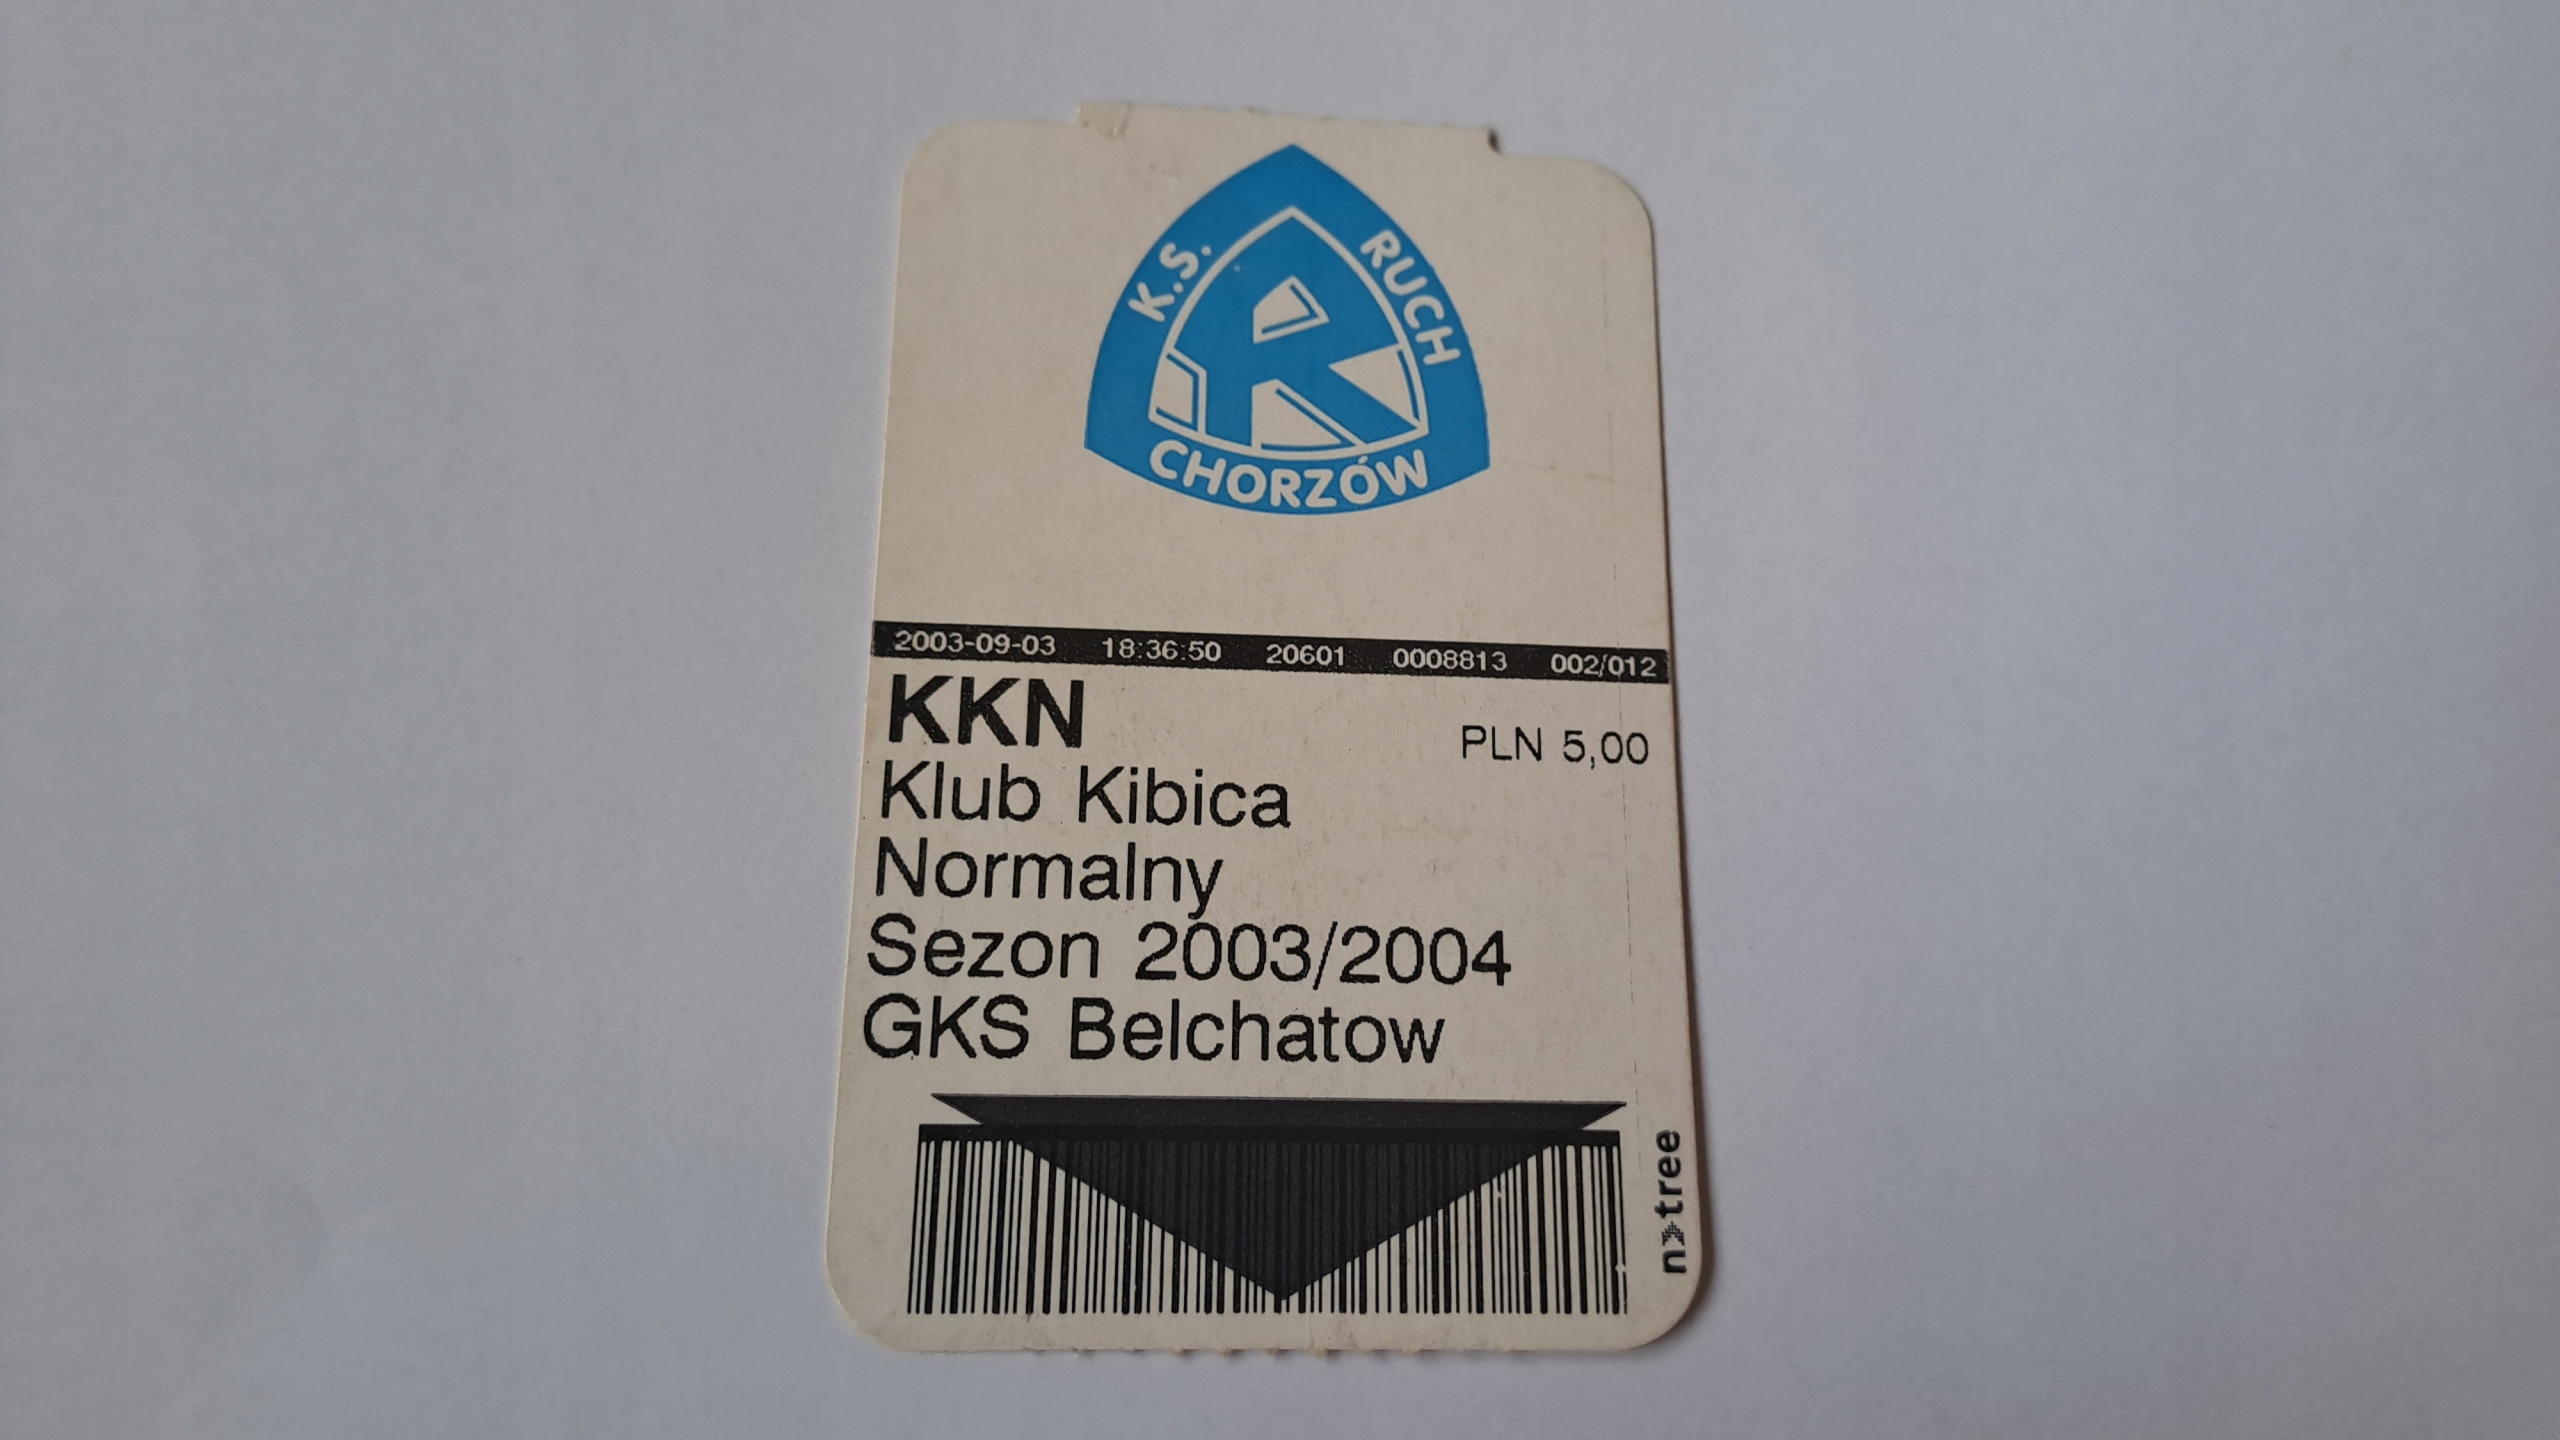 K.S. RUCH
CHORZÓW
2003-09-03 18:36:50 20601 0008813 002/012
KKN
PLN 5,00
Klub Kibica
Normalny
Sezon 2003/2004
GKS Belchatow
n tree